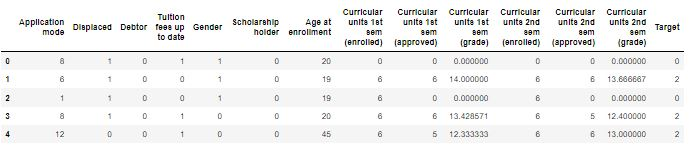 Application mode Displaced Debtor Tuition fees up to date Gender Scholarship holder Age at enrollment Curricular units 1st sem (enrolled) Curricular units 1st sem (approved) Curricular units 1st sem (grade) Curricular units 2nd sem (enrolled) Curricular units 2nd sem (approved) Curricular units 2nd sem (grade) Target
0 8 1 0 1 1 0 20 0 0 0.000000 0 0 0.000000 0
1 6 1 0 0 1 0 19 6 6 14.000000 6 6 13.666667 2
2 1 1 0 0 1 0 19 6 0 0.000000 6 0 0.000000 0
3 8 1 0 1 0 0 20 6 6 13.428571 6 5 12.400000 2
4 12 0 0 1 0 0 45 6 5 12.333333 6 6 13.000000 2